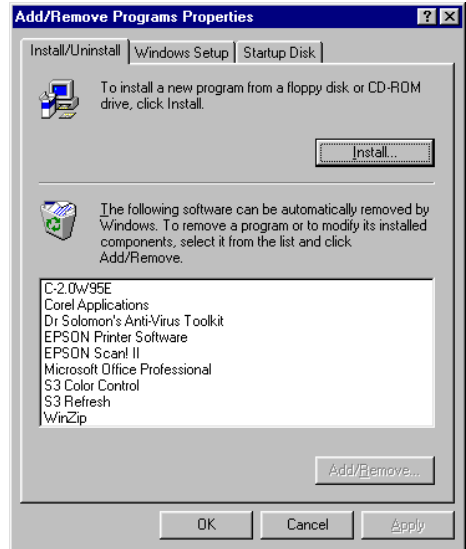 Add/Remove Programs Properties
Install/Uninstall Windows Setup Startup Disk
To install a new program from a floppy disk or CD-ROM
drive, click Install.
Install...
The following software can be automatically removed by
Windows. To remove a program or to modify its installed
components, select it from the list and click
Add/Remove.
C-2.0W95E
Corel Applications
Dr Solomon's Anti-Virus Toolkit
EPSON Printer Software
EPSON Scan! II
Microsoft Office Professional
S3 Color Control
S3 Refresh
WinZip
Add/Remove...
OK Cancel Apply